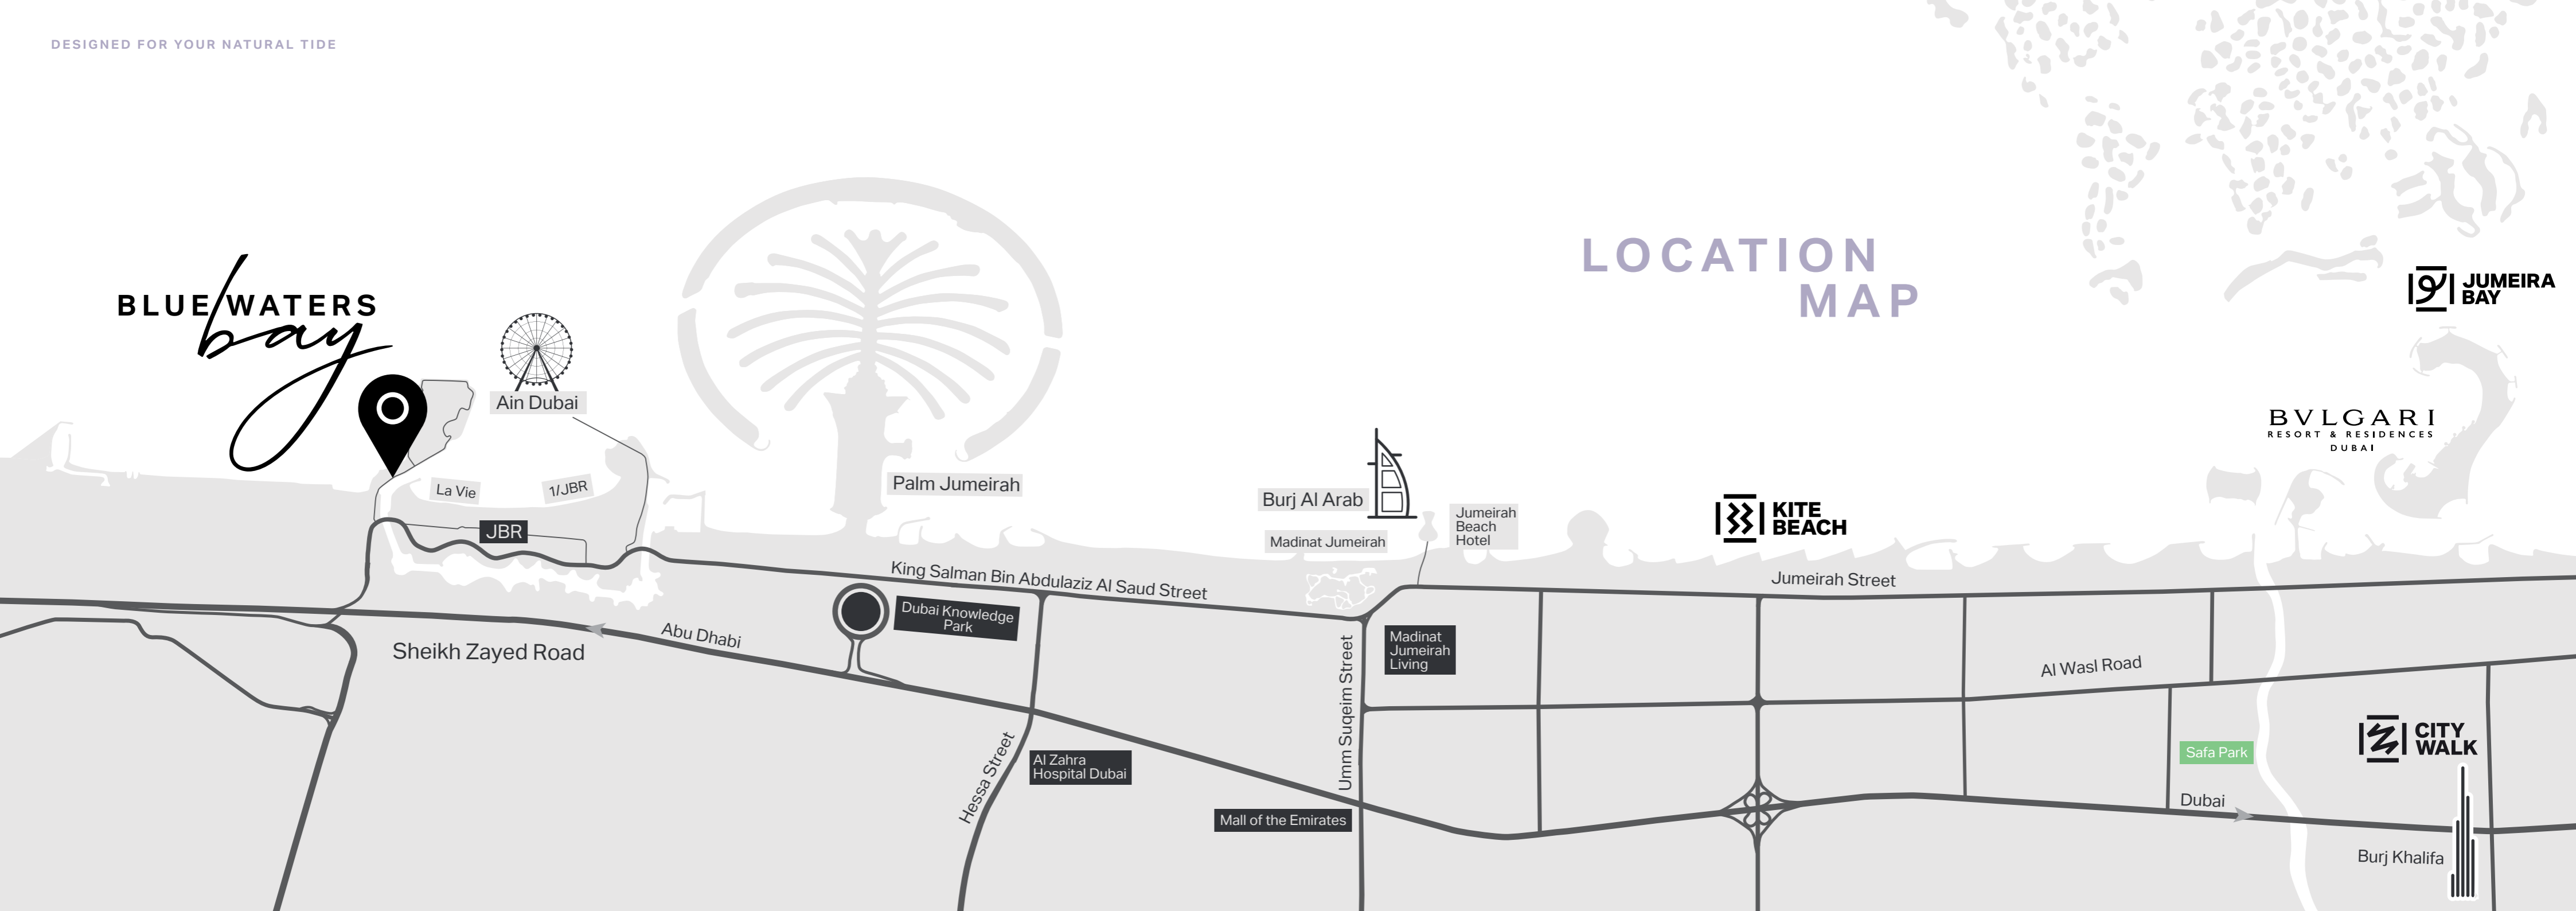 DESIGNED FOR YOUR NATURAL TIDE
LOCATION
MAP
BLUE WATERS
bay
Ain Dubai
JUMEIRA
BAY
BVLGARI
RESORT & RESIDENCES
DUBAI
La Vie
1/JBR
JBR
Palm Jumeirah
Burj Al Arab
Madinat Jumeirah
Jumeirah
Beach
Hotel
KITE
BEACH
King Salman Bin Abdulaziz Al Saud Street
Jumeirah Street
Dubai Knowledge
Park
Abu Dhabi
Sheikh Zayed Road
Umm Suqeim Street
Madinat
Jumeirah
Living
Al Wasl Road
Hessa Street
Al Zahra
Hospital Dubai
Mall of the Emirates
Safa Park
CITY
WALK
Dubai
Burj Khalifa